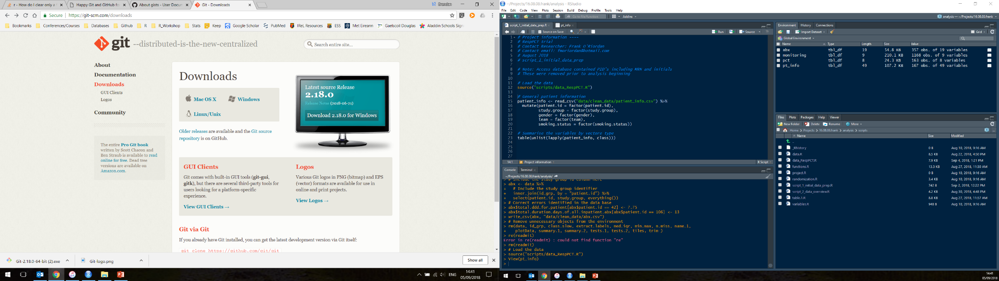 r - How do I clear only a
Happy Git and GitHub fo
About gists - User Docum
Git - Downloads
Brendan
Secure | https://git-scm.com/downloads
Bookmarks Conferences/Courses Databases Github R R_Workshop Stats Keep Google Scholar PubMed IReL Resources ESS Met Eireann Gaelscoil Douglas Aladdin Schools Sign
git --distributed-is-the-new-centralized
Search entire site...
About
Documentation
Downloads
GUI Clients
Logos
Community
The entire Pro Git book
written by Scott Chacon and
Ben Straub is available to read
online for free. Dead tree
versions are available on
Amazon.com.
Downloads
Mac OS X Windows
Linux/Unix
Older releases are available and the Git source
repository is on GitHub.
Latest source Release
2.18.0
Release Notes (2018-06-21)
Download 2.18.0 for Windows
GUI Clients
Git comes with built-in GUI tools (git-gui,
gitk), but there are several third-party tools for
users looking for a platform-specific
experience.
View GUI Clients →
Logos
Various Git logos in PNG (bitmap) and EPS
(vector) formats are available for use in
online and print projects.
View Logos →
Git via Git
If you already have Git installed, you can get the latest development version via Git itself:
git clone https://github.com/git/git
Git-2.18.0-64-bit (2).exe
Git-logo.png
Show all
ENG
14:41
05/09/2018
~/Projects/16.08.08.frank/analysis - RStudio
File Edit Code View Plots Session Build Debug Profile Tools Help
Go to file/function
Addins
analysis — ~/Projects/16.08.08.frank
script_1_initial_data_prep.R
pt_info
Source on Save
Run
Source
1 # Project information ----
2 # RespPCT trial
3 # Contact Researcher: Frank O'Riordan
4 # Contact email: fmoriordan@hotmail.com
5 # August 2018
6 # script_1_initial_data_prep
7
8 # Note: Access database contained PID's including MRN and initials
9 # These were removed prior to analysis beginning
10
11 # Load the data
12 source("scripts/data_RespPCT.R")
13
14 # General patient information
15 patient_info <- read_csv("data/clean_data/patient_info.csv") %>%
16 mutate(patient.id = factor(patient.id),
17 study.group = factor(study.group),
18 gender = factor(gender),
19 team = factor(team),
20 smoking.status = factor(smoking.status))
21
22 # Summarise the variables by vectore type
23 table(unlist(lapply(patient_info, class)))
24
25
26
27
14:1 Project information R Script
Console Terminal
~/Projects/16.08.08.frank/analysis/
> # Include the study group id column here
> abx <- data %>%
+ # Include the study group identifier
+ inner_join(id_grp, by = "patient.id") %>%
+ select(patient.id, study.group, everything())
> # Correct errors identified in the data base
> abx$total.ddd.for.patient[abx$patient.id == 42] <- 7.75
> abx$total.duration.days.of.all.inpatient.abx[abx$patient.id == 106] <- 13
> write_csv(abx, "data/clean_data/abx.csv")
> # Remove unnecessary objects from the environment
> rm(data, id_grp, class.slow, extract.labels, med.iqr, min.max, n.miss, name.1,
+ plotData, summary.1, summary.2, tests.1, tests.2, tiles, trim )
> re(readmit)
Error in re(readmit) : could not find function "re"
> rm(readmit)
> # Load the data
> source("scripts/data_RespPCT.R")
> View(pt_info)
>
Environment History Connections
Import Dataset
Grid
Global Environment
Name Type Length Size Value
abx tbl_df 19 54.8 KB 357 obs. of 19 variables
monitoring tbl_df 9 210.1 KB 1168 obs. of 9 variables
pct tbl_df 8 24.3 KB 163 obs. of 8 variables
pt_info tbl_df 49 107.2 KB 167 obs. of 49 variables
Files Plots Packages Help Viewer
New Folder Delete Rename More
Home > Projects > 16.08.08.frank > analysis > scripts
Name Size Modified
..
_Rhistory 0 B Aug 10, 2018, 9:16 AM
data.R 8.5 KB Aug 22, 2018, 4:50 PM
data_RespPCT.R 7.9 KB Sep 4, 2018, 1:21 PM
functions.R 13.3 KB Aug 27, 2018, 11:30 AM
project.R 0 B Aug 10, 2018, 9:16 AM
randomization.R 3.4 KB Aug 10, 2018, 9:16 AM
script_1_initial_data_prep.R 742 B Sep 2, 2018, 12:22 PM
script_2_data_overview.R 4.2 KB Aug 30, 2018, 4:48 PM
table.1.R 8.8 KB Aug 27, 2018, 11:57 AM
variables.R 948 B Aug 10, 2018, 9:16 AM
14:41
05/09/2018